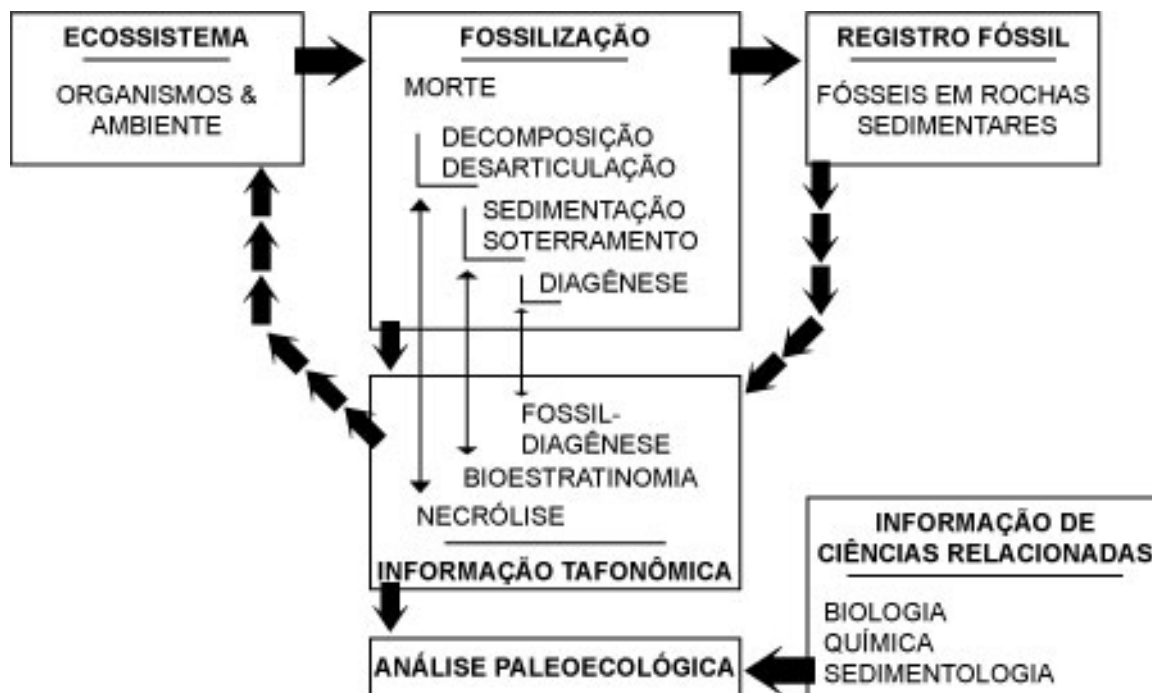 ECOSSISTEMA
ORGANISMOS &
AMBIENTE
FOSSILIZAÇÃO
MORTE
DECOMPOSIÇÃO
DESARTICULAÇÃO
SEDIMENTAÇÃO
SOTERRAMENTO
DIAGÊNESE
REGISTRO FÓSSIL
FÓSSEIS EM ROCHAS
SEDIMENTARES
FOSSIL-
DIAGÊNESE
BIOESTRATINOMIA
NECRÓLISE
INFORMAÇÃO TAFONÔMICA
INFORMAÇÃO DE
CIÊNCIAS RELACIONADAS
BIOLOGIA
QUÍMICA
SEDIMENTOLOGIA
ANÁLISE PALEOECOLÓGICA